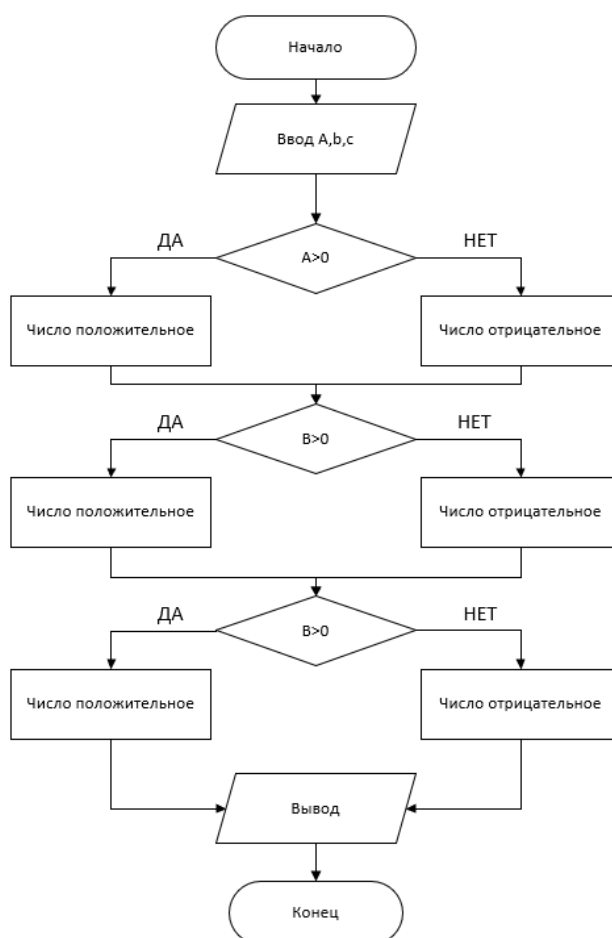 Начало
Ввод A,b,c
ДА
A>0
НЕТ
Число положительное
Число отрицательное
ДА
B>0
НЕТ
Число положительное
Число отрицательное
ДА
B>0
НЕТ
Число положительное
Число отрицательное
Вывод
Конец